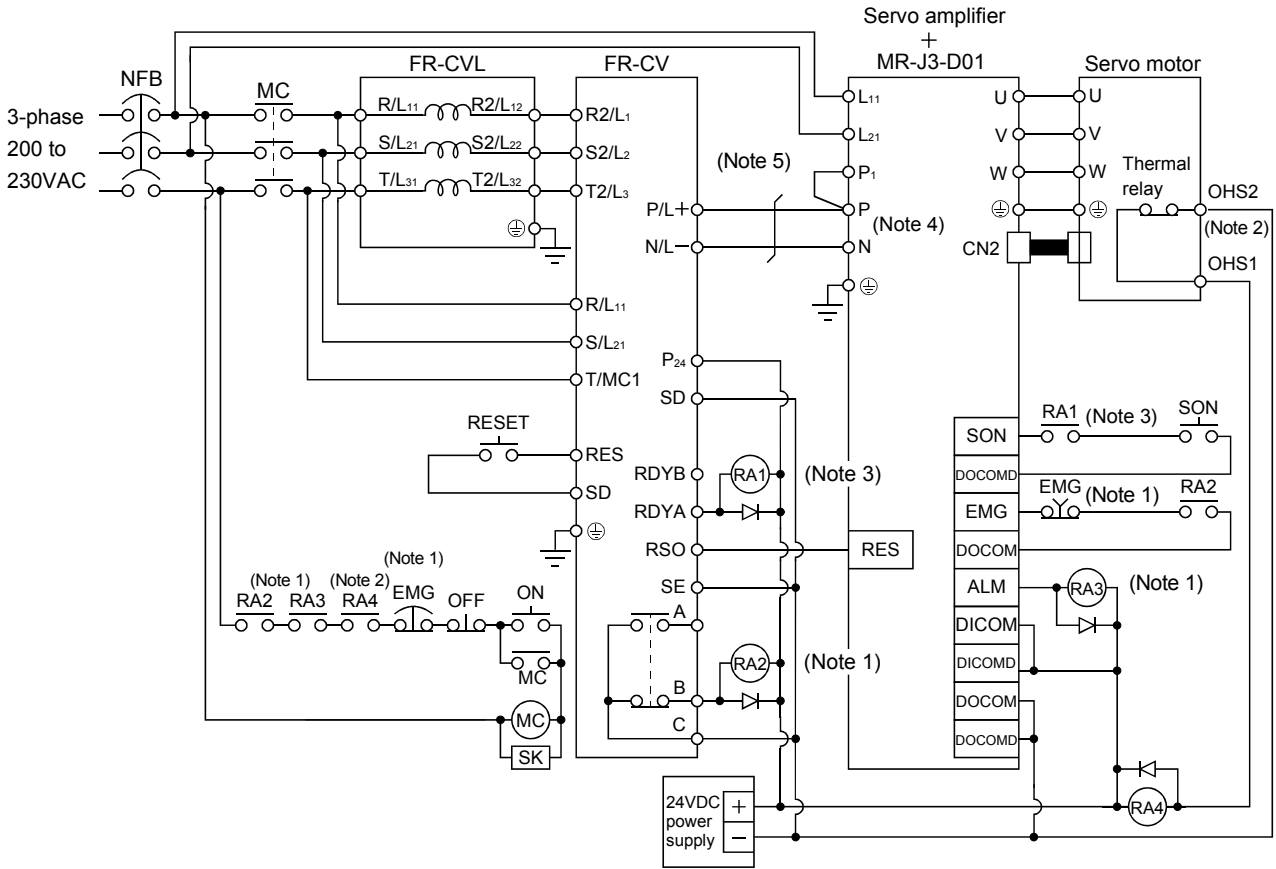 Servo amplifier
+
MR-J3-D01
Servo motor
FR-CVL
FR-CV
NFB
MC
3-phase
200 to
230VAC
R/L11
R2/L12
S/L21
S2/L22
T/L31
T2/L32
R2/L1
S2/L2
T2/L3
L11
L21
P1
P
N
(Note 5)
(Note 4)
P/L+
N/L−
U
V
W
U
V
W
CN2
Thermal
relay
OHS2
(Note 2)
OHS1
R/L11
S/L21
T/MC1
P24
SD
RESET
RES
SD
RDYB
RDYA
RSO
SE
A
B
C
RA1
(Note 3)
RA2
(Note 1)
RES
SON
DOCOMD
EMG
DOCOM
ALM
DICOM
DICOMD
DOCOM
DOCOMD
RA1
(Note 3)
SON
EMG
(Note 1)
RA2
RA3
(Note 1)
RA4
(Note 1)
RA2
RA3
(Note 2)
RA4
(Note 1)
EMG
OFF
ON
MC
MC
SK
24VDC
power
supply
+
−